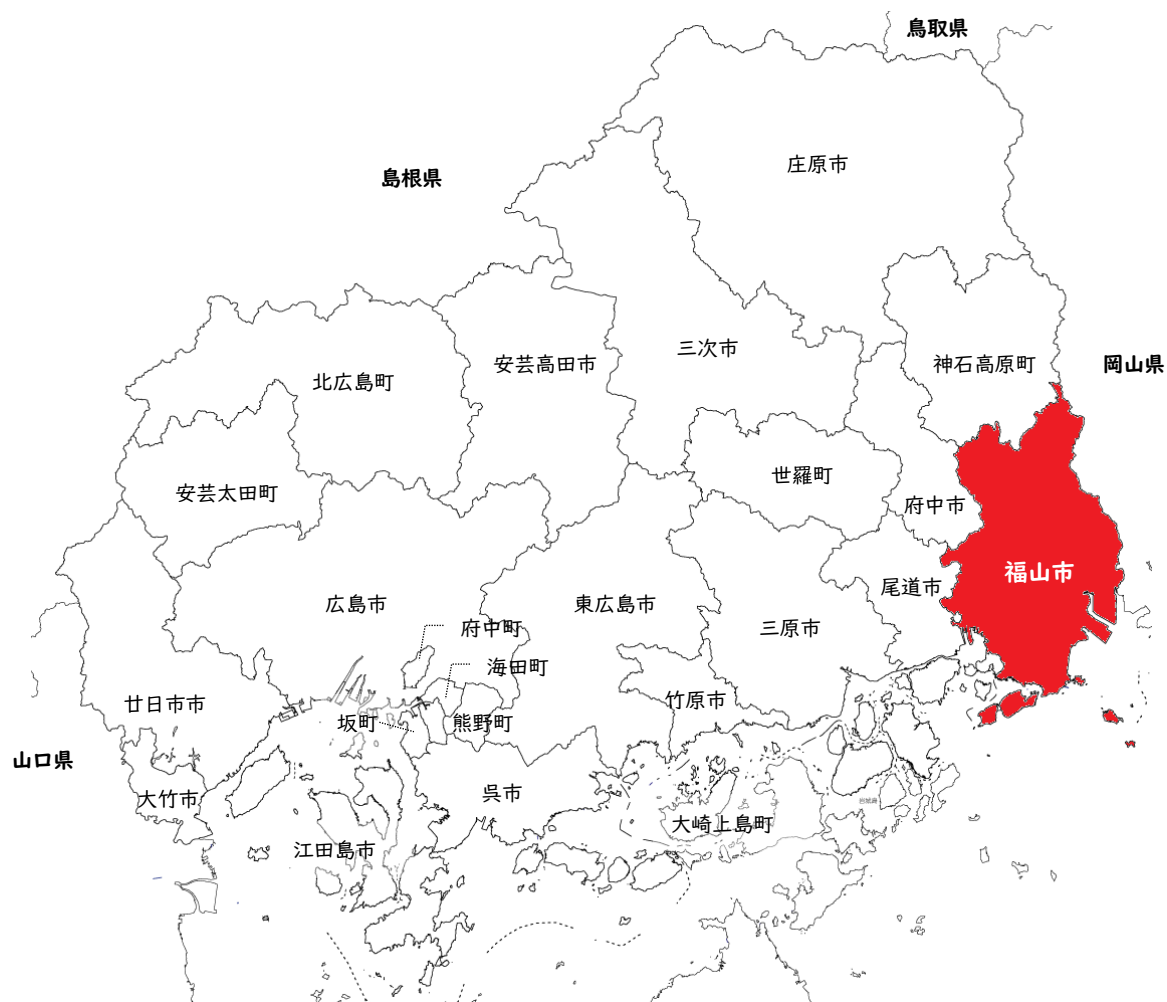 鳥取県
庄原市
島根県
三次市
安芸高田市
神石高原町
岡山県
北広島町
世羅町
安芸太田町
府中市
福山市
尾道市
広島市
東広島市
三原市
府中町
海田町
廿日市市
竹原市
坂町
熊野町
山口県
大竹市
呉市
大崎上島町
江田島市